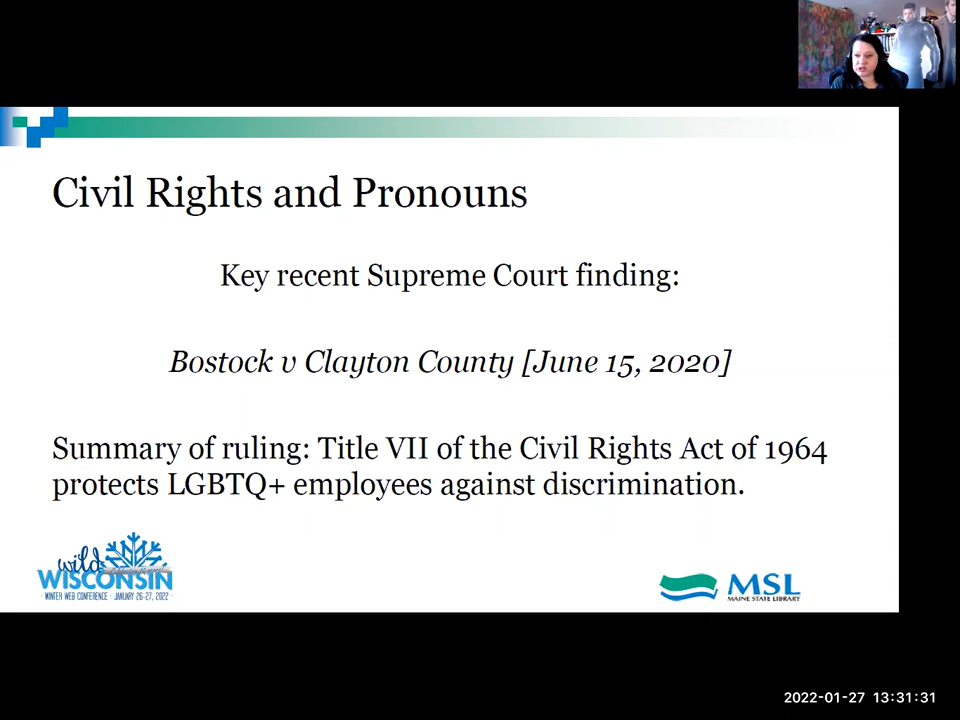 Civil Rights and Pronouns
Key recent Supreme Court finding:
Bostock v Clayton County [June 15, 2020]
Summary of ruling: Title VII of the Civil Rights Act of 1964
protects LGBTQ+ employees against discrimination.
wild
WISCONSIN
WINTER WEB CONFERENCE · JANUARY 26-27, 2022
MSL
MAINE STATE LIBRARY
2022-01-27 13:31:31